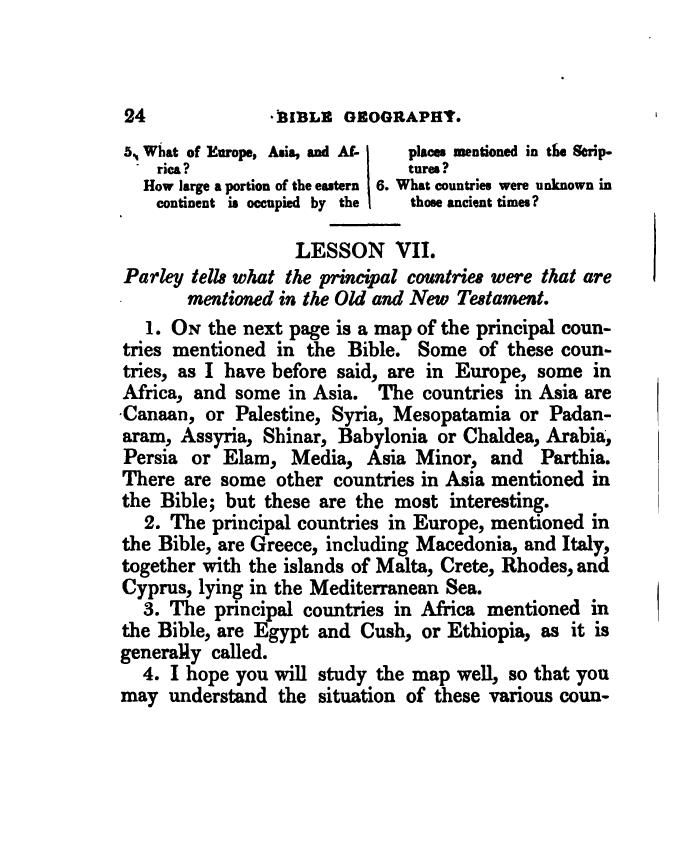 24 BIBLE GEOGRAPHY.
5. What of Europe, Asia, and Af-
rica?
How large a portion of the eastern
continent is occupied by the
places mentioned in the Scrip-
tures?
6. What countries were unknown in
those ancient times?
LESSON VII.
Parley tells what the principal countries were that are
mentioned in the Old and New Testament.
1. ON the next page is a map of the principal coun-
tries mentioned in the Bible. Some of these coun-
tries, as I have before said, are in Europe, some in
Africa, and some in Asia. The countries in Asia are
Canaan, or Palestine, Syria, Mesopatamia or Padan-
aram, Assyria, Shinar, Babylonia or Chaldea, Arabia,
Persia or Elam, Media, Asia Minor, and Parthia.
There are some other countries in Asia mentioned in
the Bible; but these are the most interesting.
2. The principal countries in Europe, mentioned in
the Bible, are Greece, including Macedonia, and Italy,
together with the islands of Malta, Crete, Rhodes, and
Cyprus, lying in the Mediterranean Sea.
3. The principal countries in Africa mentioned in
the Bible, are Egypt and Cush, or Ethiopia, as it is
generally called.
4. I hope you will study the map well, so that you
may understand the situation of these various coun-